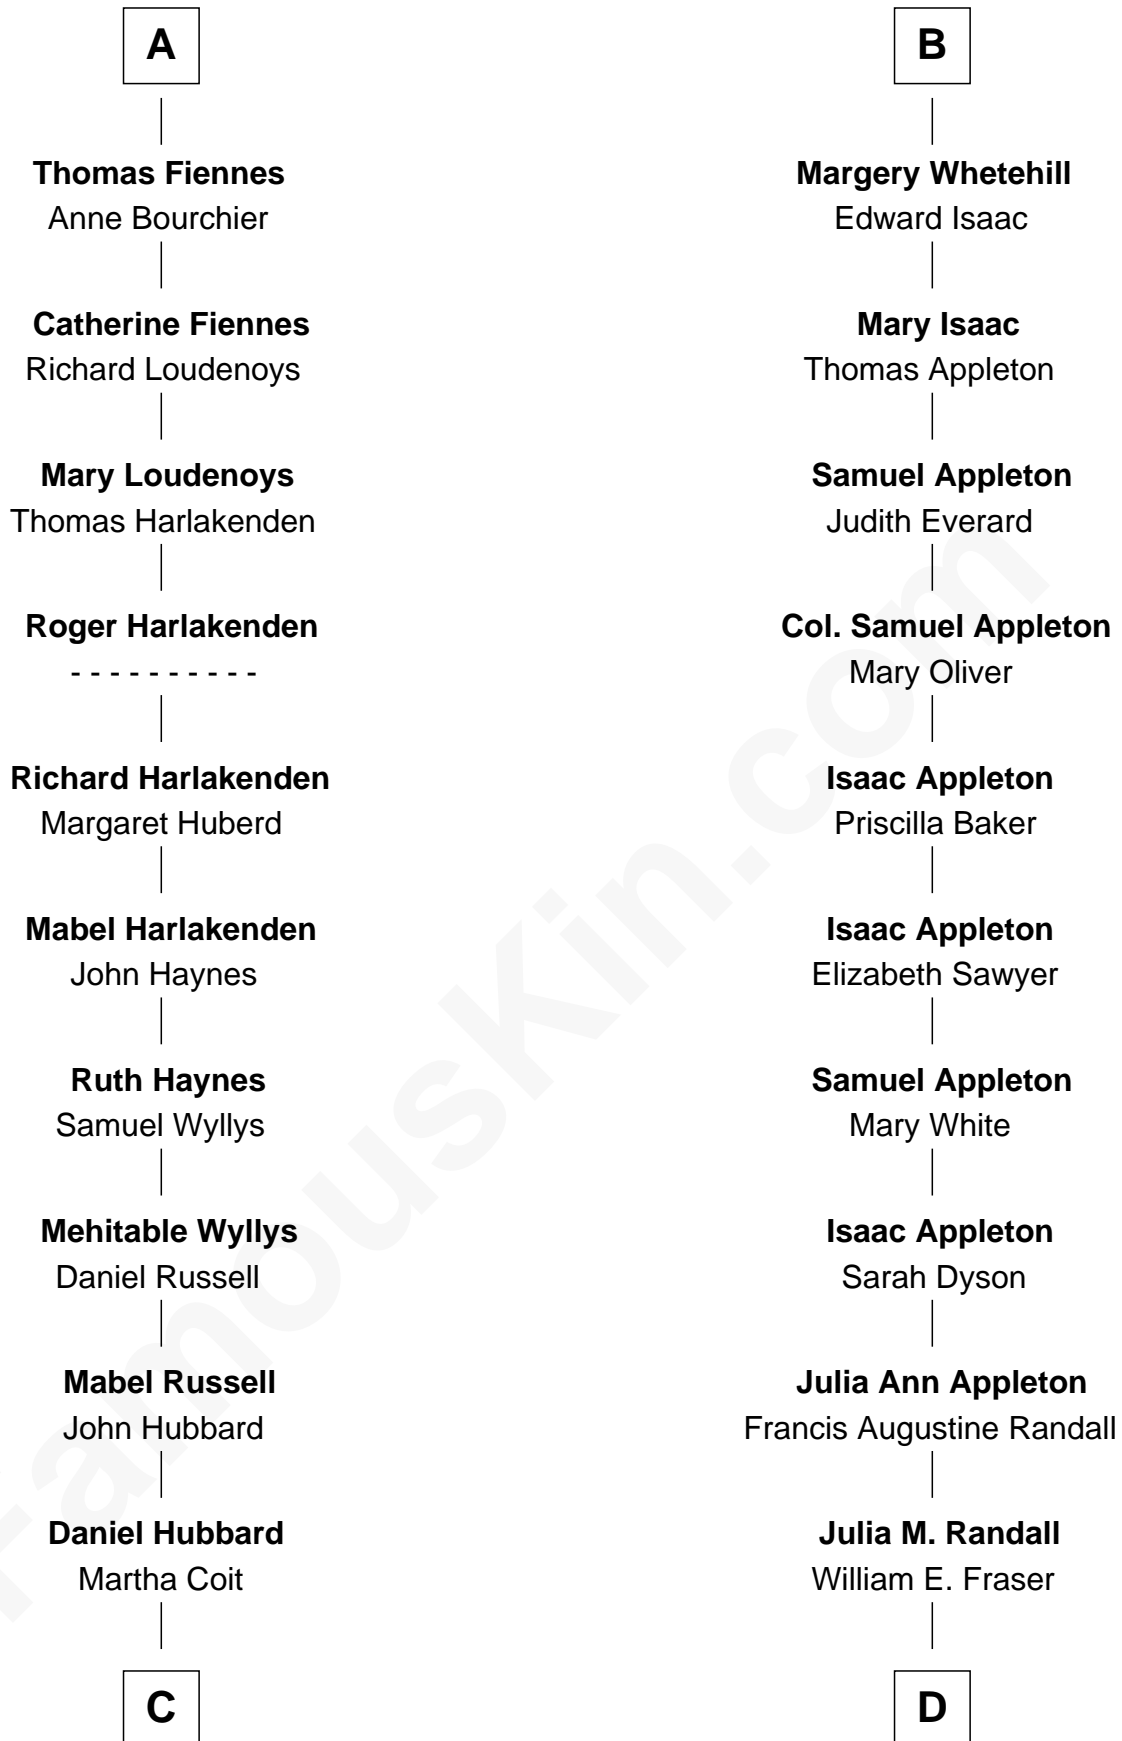 A
Thomas Fiennes
Anne Bourchier
Catherine Fiennes
Richard Loudenoys
Mary Loudenoys
Thomas Harlakenden
Roger Harlakenden
- - - - - - - - - -
Richard Harlakenden
Margaret Huberd
Mabel Harlakenden
John Haynes
Ruth Haynes
Samuel Wyllys
Mehitable Wyllys
Daniel Russell
Mabel Russell
John Hubbard
Daniel Hubbard
Martha Coit
C
B
Margery Whetehill
Edward Isaac
Mary Isaac
Thomas Appleton
Samuel Appleton
Judith Everard
Col. Samuel Appleton
Mary Oliver
Isaac Appleton
Priscilla Baker
Isaac Appleton
Elizabeth Sawyer
Samuel Appleton
Mary White
Isaac Appleton
Sarah Dyson
Julia Ann Appleton
Francis Augustine Randall
Julia M. Randall
William E. Fraser
D
FamousKin.com